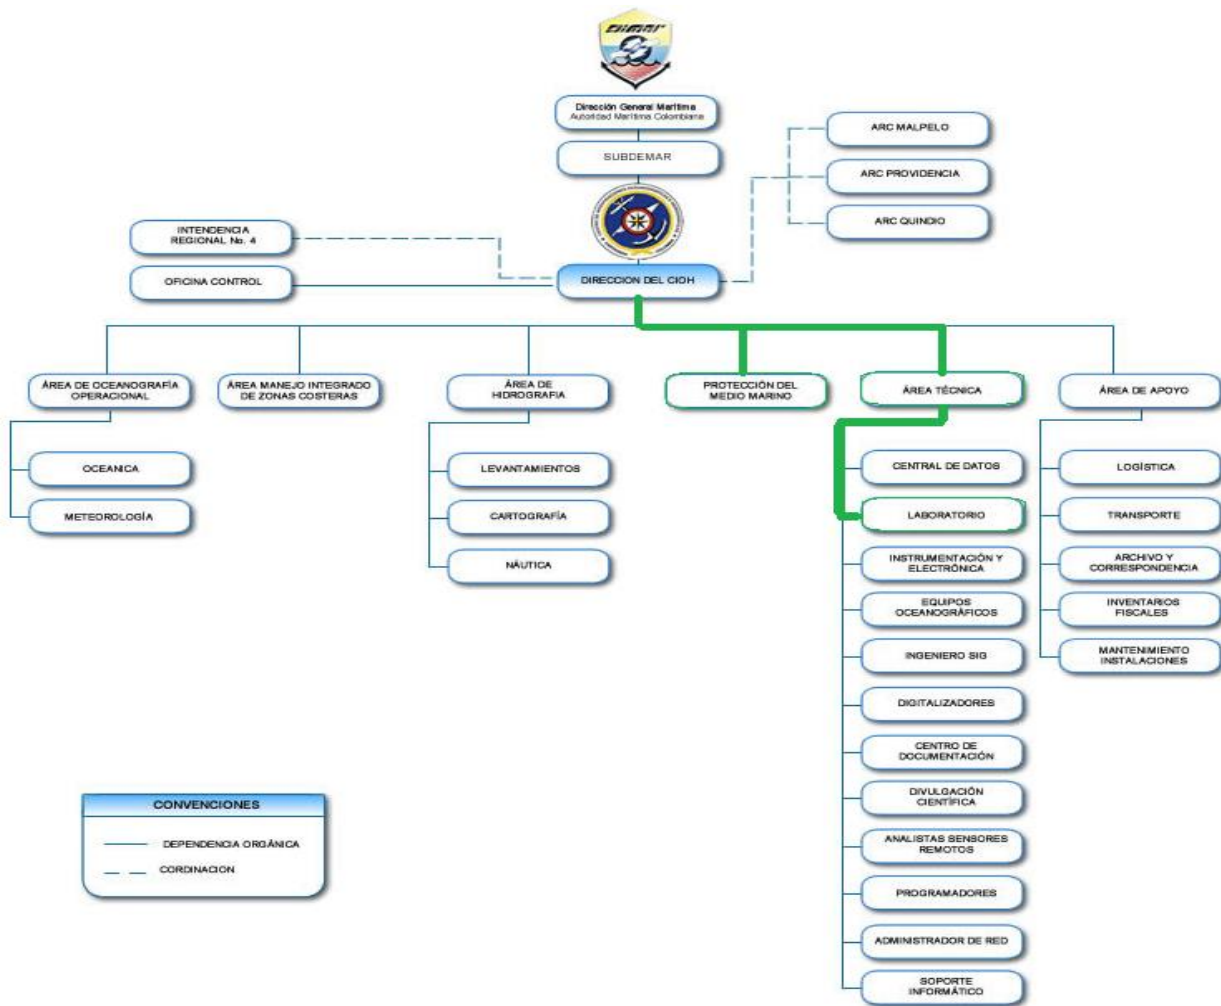 Dimar
Dirección General Marítima
Autoridad Marítima Colombiana
SUBDEMAR
ARC MALPELO
ARC PROVIDENCIA
ARC QUINDIO
INTENDENCIA
REGIONAL No. 4
OFICINA CONTROL
DIRECCION DEL CIOH
ÁREA DE OCEANOGRAFÍA
OPERACIONAL
OCEANICA
METEOROLOGÍA
ÁREA MANEJO INTEGRADO
DE ZONAS COSTERAS
ÁREA DE
HIDROGRAFIA
LEVANTAMIENTOS
CARTOGRAFÍA
NÁUTICA
PROTECCIÓN DEL
MEDIO MARINO
ÁREA TÉCNICA
CENTRAL DE DATOS
LABORATORIO
INSTRUMENTACIÓN Y
ELECTRÓNICA
EQUIPOS
OCEANOGRÁFICOS
INGENIERO SIG
DIGITALIZADORES
CENTRO DE
DOCUMENTACIÓN
DIVULGACIÓN
CIENTÍFICA
ANALISTAS SENSORES
REMOTOS
PROGRAMADORES
ADMINISTRADOR DE RED
SOPORTE
INFORMÁTICO
ÁREA DE APOYO
LOGÍSTICA
TRANSPORTE
ARCHIVO Y
CORRESPONDENCIA
INVENTARIOS
FISCALES
MANTENIMIENTO
INSTALACIONES
CONVENCIONES
DEPENDENCIA ORGÁNICA
CORDINACION